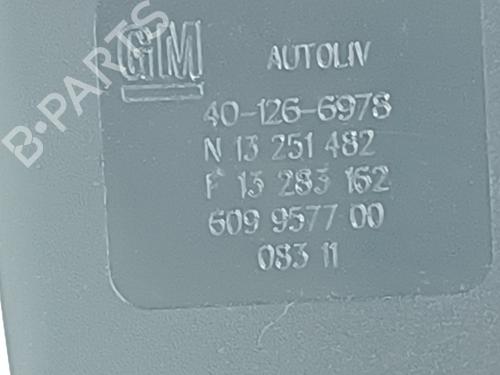 GM AUTOLIV
40-126-6978
N 13 251 482
F 13 283 162
609 9577 00
083 11
B-PARTS